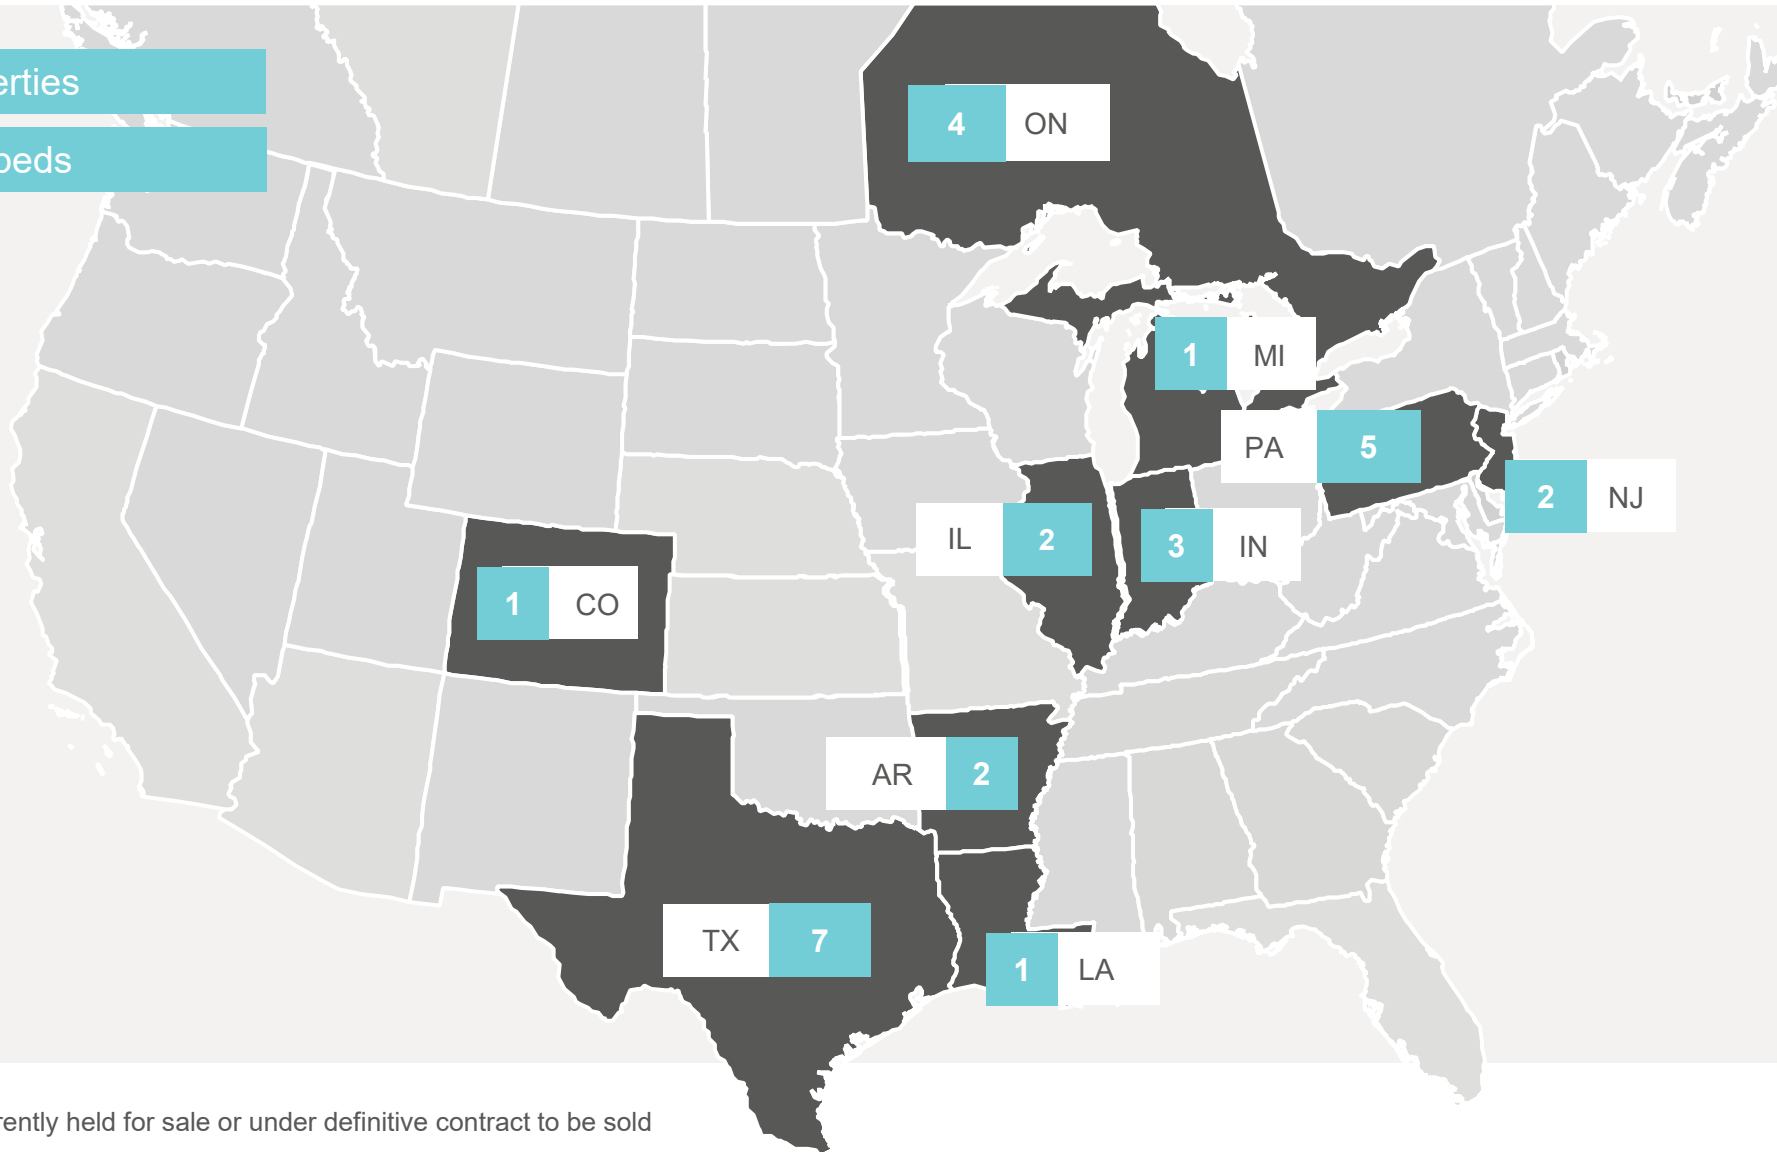 erties
beds
4 ON
1 MI
PA 5
2 NJ
IL 2
3 IN
1 CO
AR 2
TX 7
1 LA
rently held for sale or under definitive contract to be sold